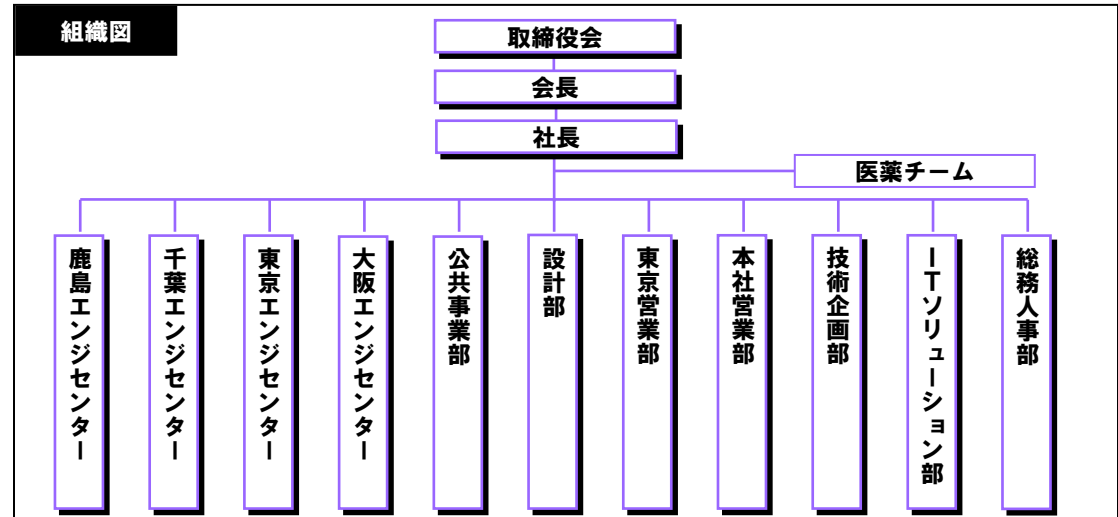 組織図
取締役会
会長
社長
医薬チーム
鹿島エンジセンター
千葉エンジセンター
東京エンジセンター
大阪エンジセンター
公共事業部
設計部
東京営業部
本社営業部
技術企画部
ITソリューション部
総務人事部